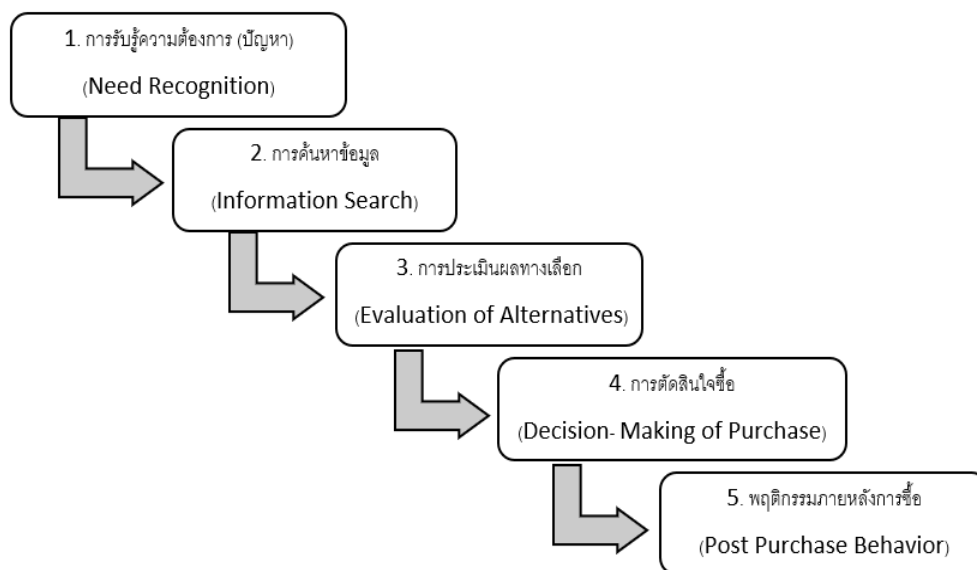 1. การรับรู้ความต้องการ (ปัญหา)
(Need Recognition)
2. การค้นหาข้อมูล
(Information Search)
3. การประเมินผลทางเลือก
(Evaluation of Alternatives)
4. การตัดสินใจซื้อ
(Decision- Making of Purchase)
5. พฤติกรรมภายหลังการซื้อ
(Post Purchase Behavior)